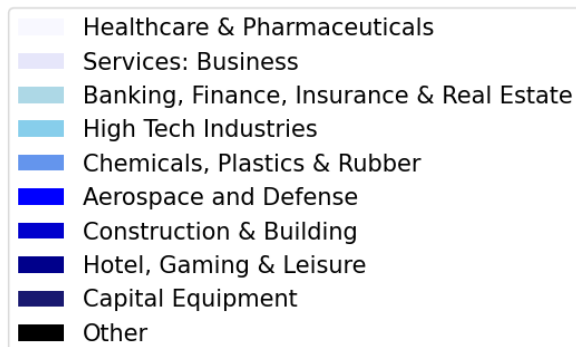 Healthcare & Pharmaceuticals
Services: Business
Banking, Finance, Insurance & Real Estate
High Tech Industries
Chemicals, Plastics & Rubber
Aerospace and Defense
Construction & Building
Hotel, Gaming & Leisure
Capital Equipment
Other